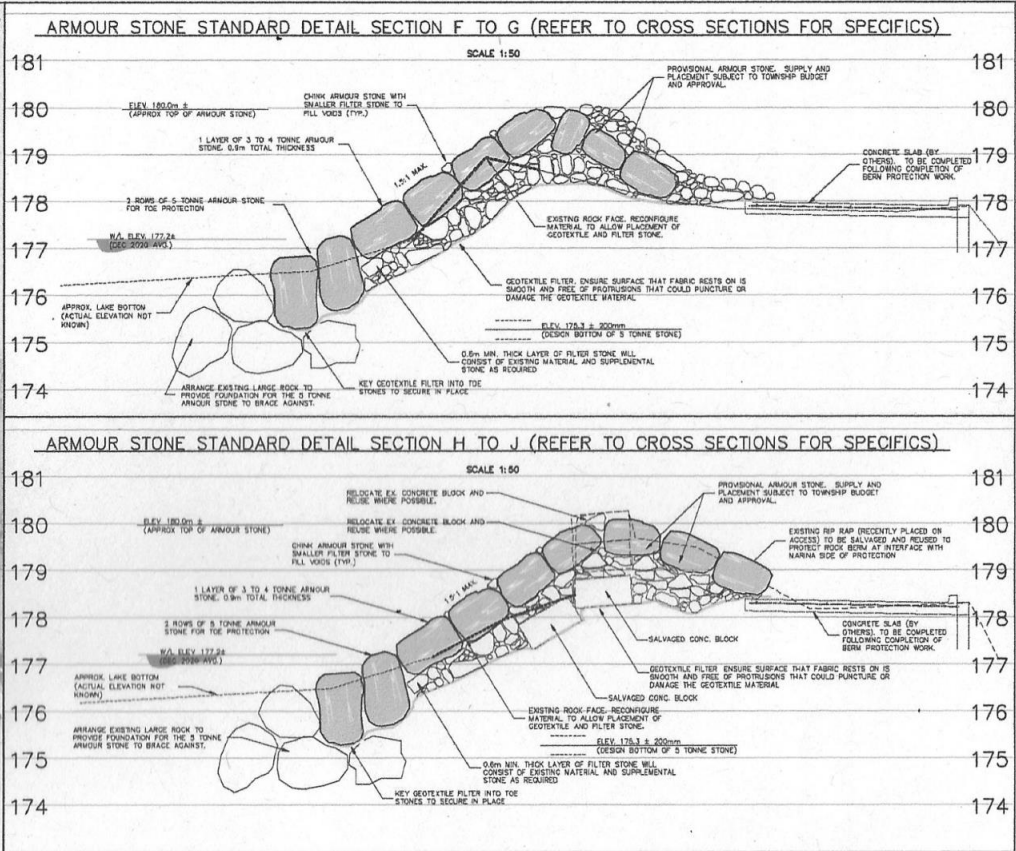 ARMOUR STONE STANDARD DETAIL SECTION F TO G (REFER TO CROSS SECTIONS FOR SPECIFICS)
SCALE 1:50
181
181
180
180
179
179
178
178
177
177
176
176
175
175
174
174
ELEV. 180.0m ±
(APPROX TOP OF ARMOUR STONE)
CHINK ARMOUR STONE WITH
SMALLER FILTER STONE TO
FILL VOIDS (TYP.)
PROVISIONAL ARMOUR STONE. SUPPLY AND
PLACEMENT SUBJECT TO TOWNSHIP BUDGET
AND APPROVAL.
1 LAYER OF 3 TO 4 TONNE ARMOUR
STONE. 0.9m TOTAL THICKNESS
1.5:1 MAX
CONCRETE SLAB (BY
OTHERS). TO BE COMPLETED
FOLLOWING COMPLETION OF
BERM PROTECTION WORK.
2 ROWS OF 5 TONNE ARMOUR STONE
FOR TOE PROTECTION
W/L ELEV. 177.2±
(DEC 2020 AVG.)
EXISTING ROCK FACE. RECONFIGURE
MATERIAL TO ALLOW PLACEMENT OF
GEOTEXTILE AND FILTER STONE.
GEOTEXTILE FILTER. ENSURE SURFACE THAT FABRIC RESTS ON IS
SMOOTH AND FREE OF PROTRUSIONS THAT COULD PUNCTURE OR
DAMAGE THE GEOTEXTILE MATERIAL
APPROX. LAKE BOTTOM
(ACTUAL ELEVATION NOT
KNOWN)
ELEV. 175.3 ± 200mm
(DESIGN BOTTOM OF 5 TONNE STONE)
0.6m MIN. THICK LAYER OF FILTER STONE WILL
CONSIST OF EXISTING MATERIAL AND SUPPLEMENTAL
STONE AS REQUIRED
ARRANGE EXISTING LARGE ROCK TO
PROVIDE FOUNDATION FOR THE 5 TONNE
ARMOUR STONE TO BRACE AGAINST.
KEY GEOTEXTILE FILTER INTO TOE
STONES TO SECURE IN PLACE
ARMOUR STONE STANDARD DETAIL SECTION H TO J (REFER TO CROSS SECTIONS FOR SPECIFICS)
SCALE 1:50
181
181
180
180
179
179
178
178
177
177
176
176
175
175
174
174
RELOCATE EX. CONCRETE BLOCK AND
REUSE WHERE POSSIBLE.
PROVISIONAL ARMOUR STONE. SUPPLY AND
PLACEMENT SUBJECT TO TOWNSHIP BUDGET
AND APPROVAL.
ELEV 180.0m ±
(APPROX TOP OF ARMOUR STONE)
RELOCATE EX CONCRETE BLOCK AND
REUSE WHERE POSSIBLE.
EXISTING RIP RAP (RECENTLY PLACED ON
ACCESS) TO BE SALVAGED AND REUSED TO
PROTECT ROCK BERM AT INTERFACE WITH
MARINA SIDE OF PROTECTION
CHINK ARMOUR STONE WITH
SMALLER FILTER STONE TO
FILL VOIDS (TYP.)
1 LAYER OF 3 TO 4 TONNE ARMOUR
STONE. 0.9m TOTAL THICKNESS
1.5:1 MAX
2 ROWS OF 5 TONNE ARMOUR
STONE FOR TOE PROTECTION
CONCRETE SLAB (BY
OTHERS). TO BE COMPLETED
FOLLOWING COMPLETION OF
BERM PROTECTION WORK.
SALVAGED CONC. BLOCK
W/L ELEV 177.2±
(DEC. 2020 AVG.)
GEOTEXTILE FILTER ENSURE SURFACE THAT FABRIC RESTS ON IS
SMOOTH AND FREE OF PROTRUSIONS THAT COULD PUNCTURE OR
DAMAGE THE GEOTEXTILE MATERIAL
APPROX. LAKE BOTTOM
(ACTUAL ELEVATION NOT
KNOWN)
SALVAGED CONC. BLOCK
EXISTING ROCK FACE. RECONFIGURE
MATERIAL TO ALLOW PLACEMENT OF
GEOTEXTILE AND FILTER STONE.
ARRANGE EXISTING LARGE ROCK TO
PROVIDE FOUNDATION FOR THE 5 TONNE
ARMOUR STONE TO BRACE AGAINST.
ELEV. 175.3 ± 200mm
(DESIGN BOTTOM OF 5 TONNE STONE)
0.6m MIN. THICK LAYER OF FILTER STONE WILL
CONSIST OF EXISTING MATERIAL AND SUPPLEMENTAL
STONE AS REQUIRED
KEY GEOTEXTILE FILTER INTO TOE
STONES TO SECURE IN PLACE